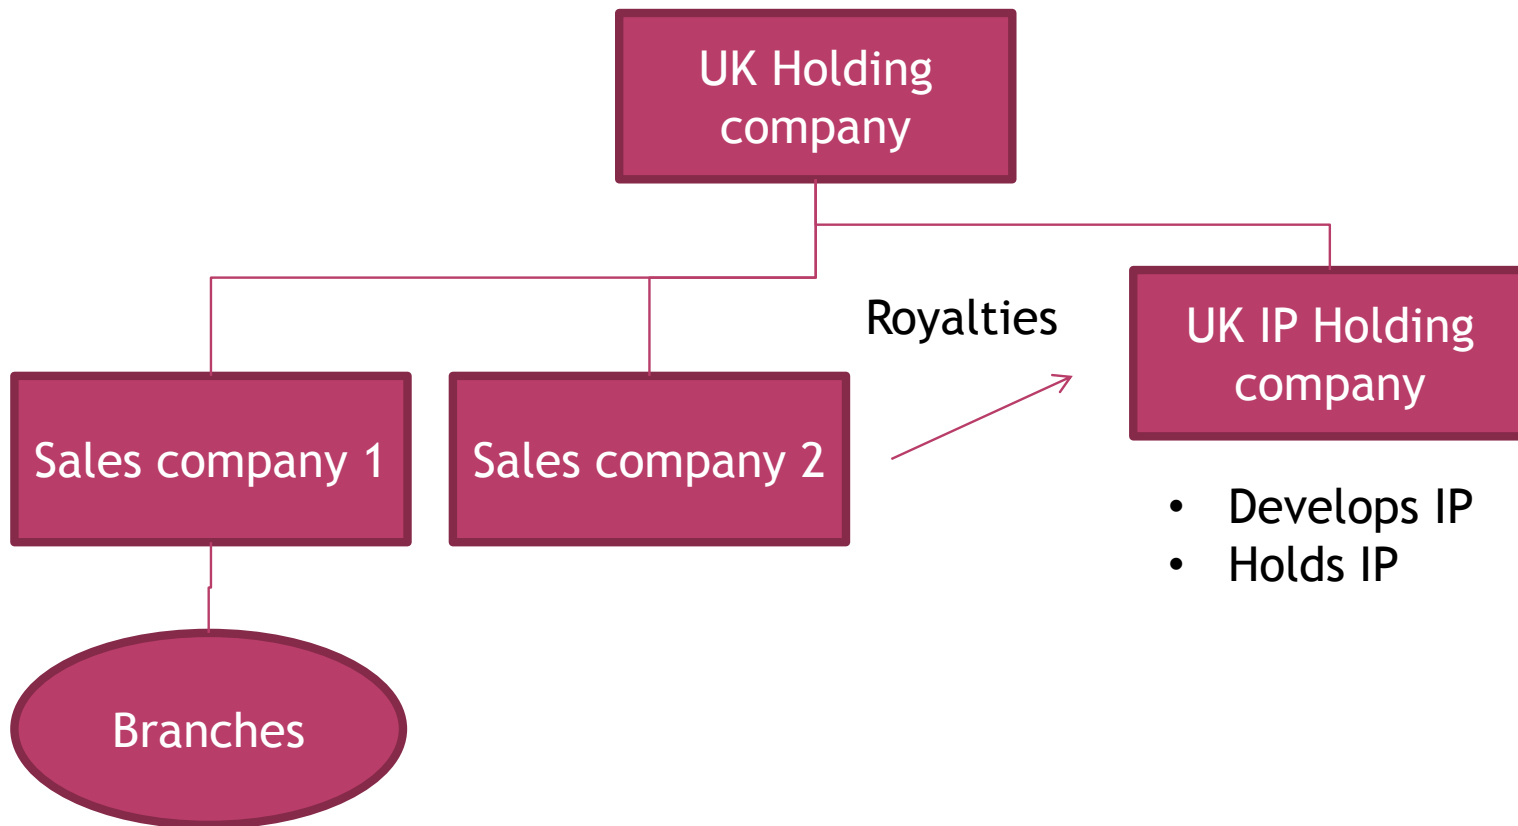 UK Holding
company
Royalties
UK IP Holding
company
Sales company 1
Sales company 2
• Develops IP
• Holds IP
Branches